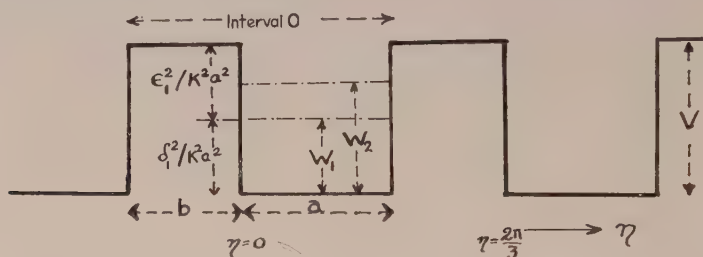 Interval 0
ϵ₁²/K²a²
δ₁²/K²a²
W₁
W₂
V
b
a
η=0
η=2π/3
η